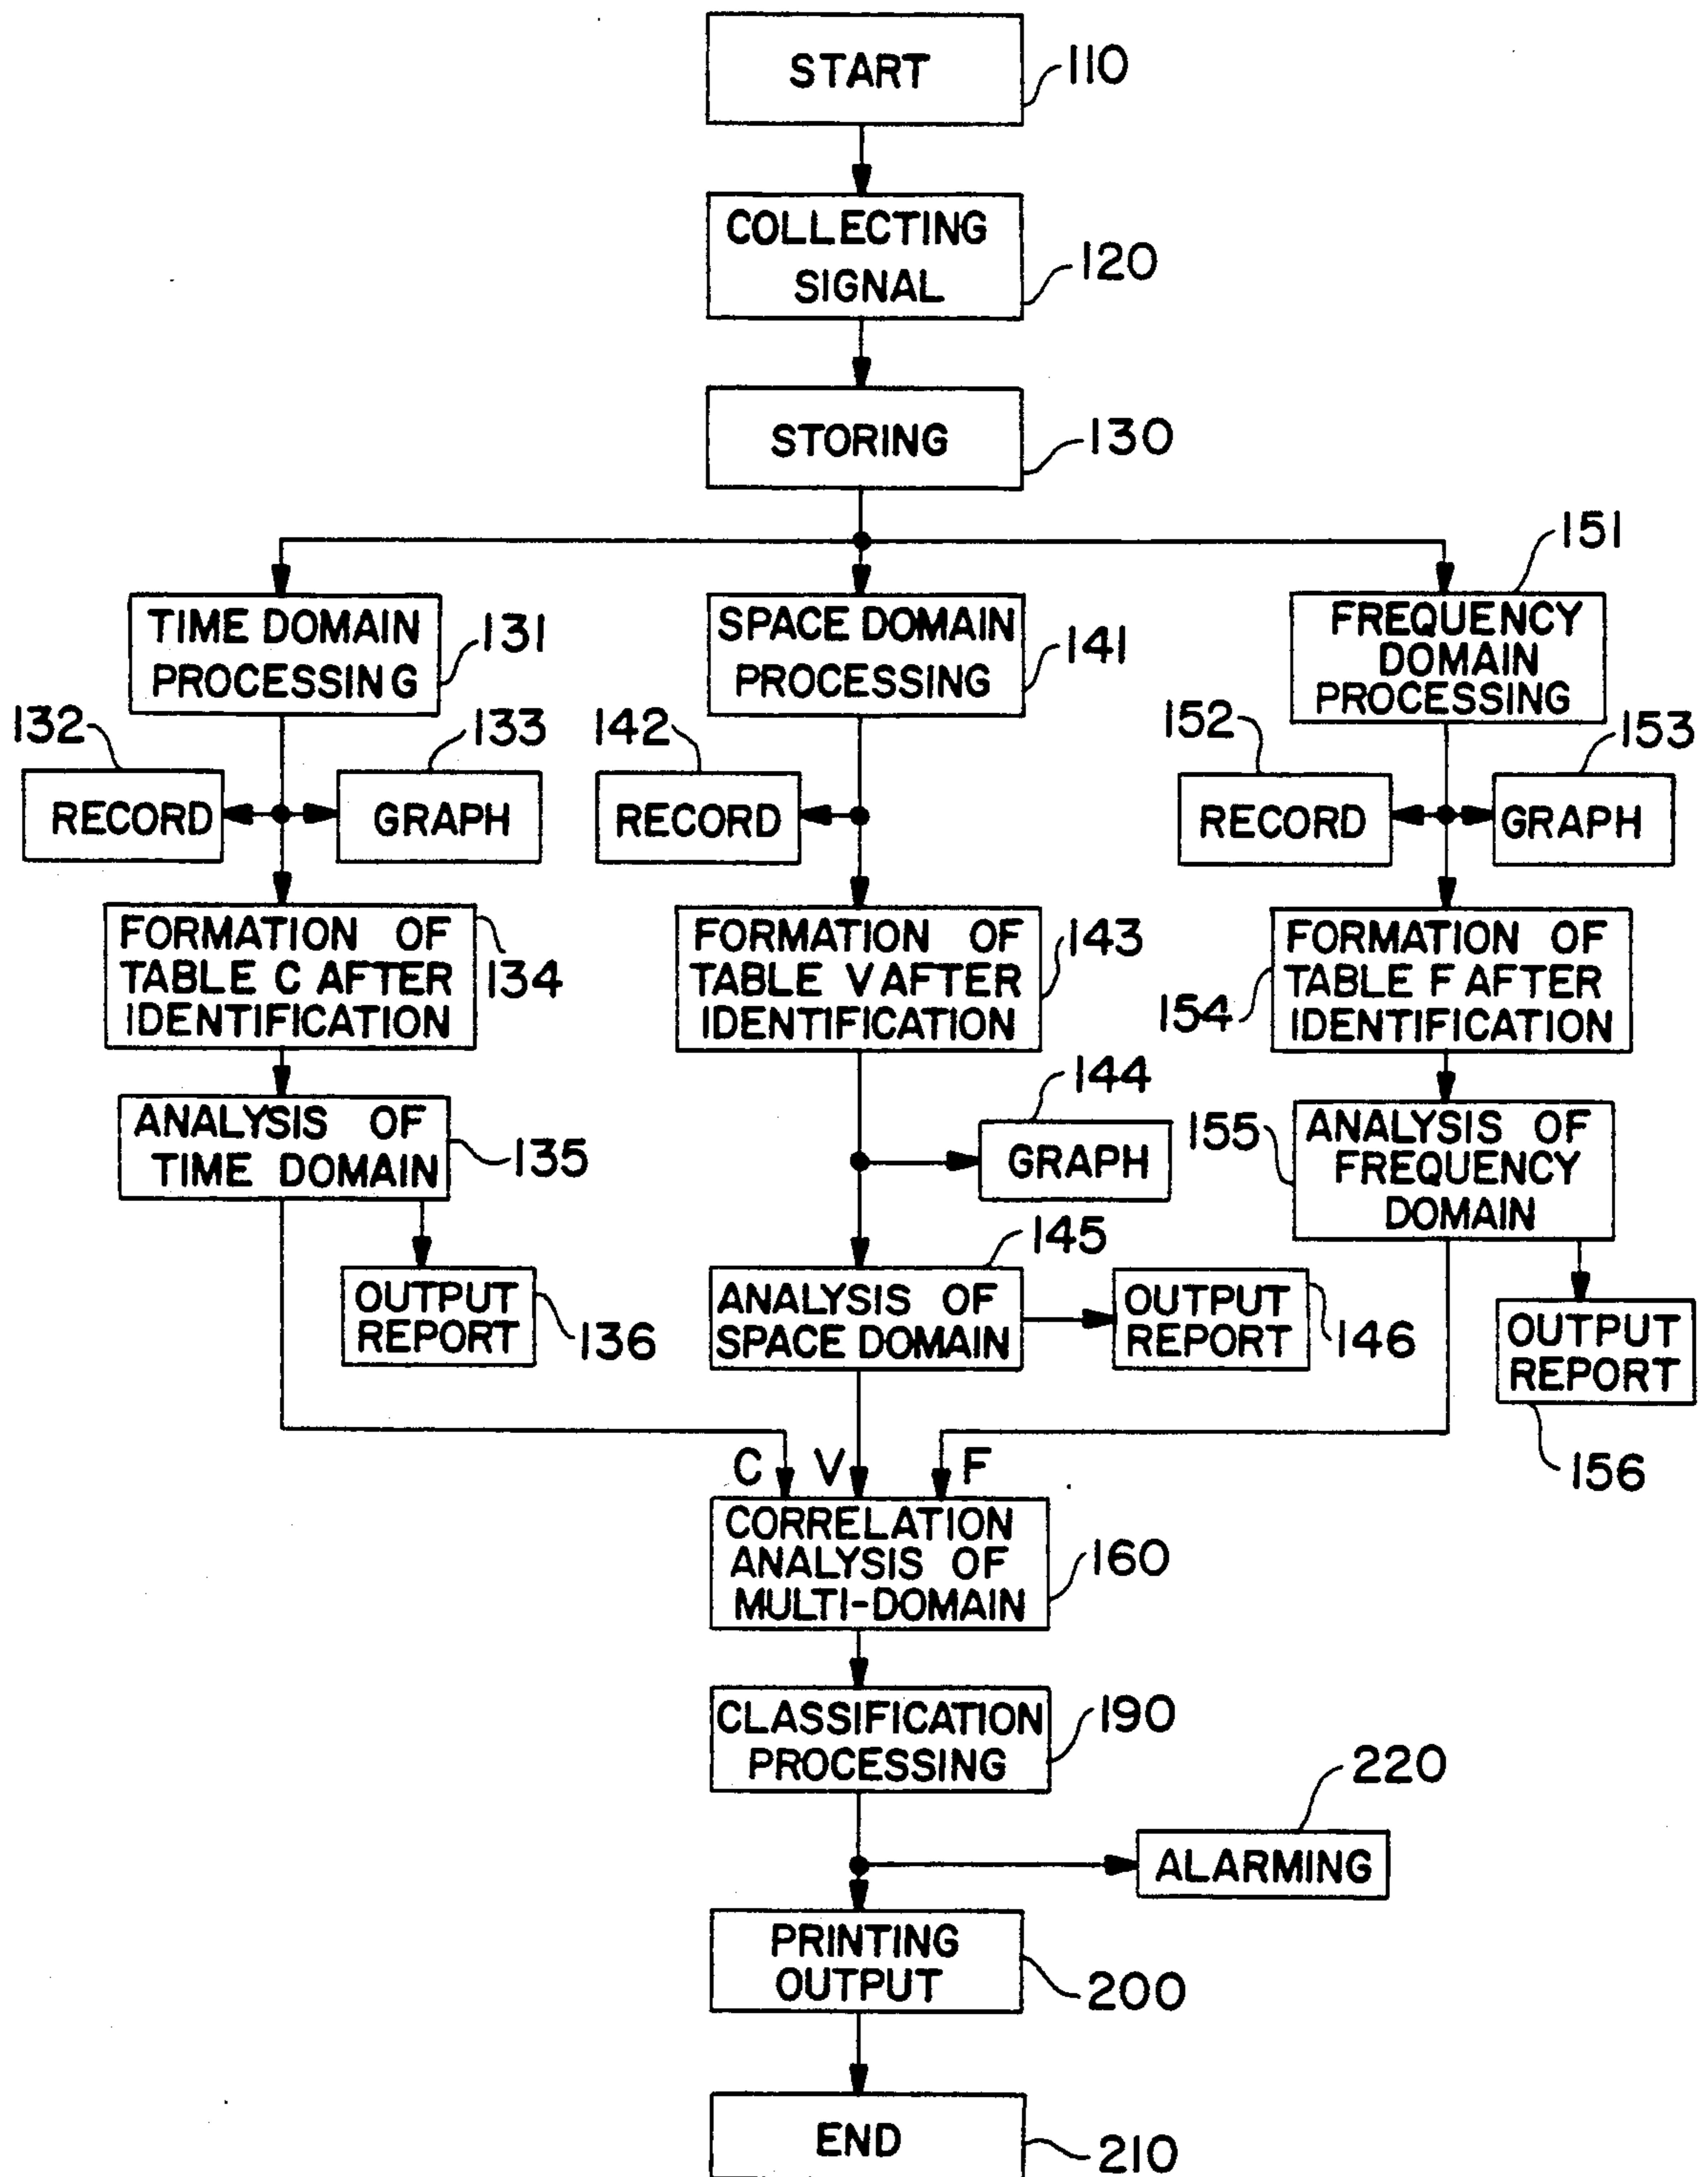 START
110
COLLECTING
SIGNAL
120
STORING
130
151
TIME DOMAIN
PROCESSING
131
SPACE DOMAIN
PROCESSING
141
FREQUENCY
DOMAIN
PROCESSING
132
133
142
152
153
RECORD
GRAPH
RECORD
RECORD
GRAPH
FORMATION OF
TABLE C AFTER
IDENTIFICATION
134
FORMATION OF
TABLE V AFTER
IDENTIFICATION
143
154
FORMATION OF
TABLE F AFTER
IDENTIFICATION
144
ANALYSIS OF
TIME DOMAIN
135
GRAPH
155
ANALYSIS OF
FREQUENCY
DOMAIN
145
OUTPUT
REPORT
136
ANALYSIS OF
SPACE DOMAIN
OUTPUT
REPORT
146
OUTPUT
REPORT
156
C V F
CORRELATION
ANALYSIS OF
MULTI-DOMAIN
160
CLASSIFICATION
PROCESSING
190
220
ALARMING
PRINTING
OUTPUT
200
END
210